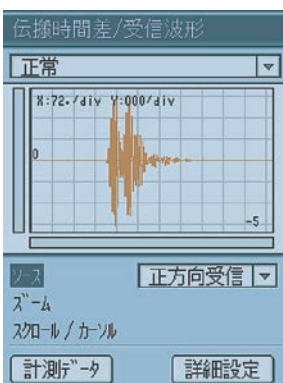 伝搬時間差/受信波形
正常
X:72./div Y:000/div
0
-5
ソース 正方向受信
ズーム
スクロール / カーソル
計測データ 詳細設定